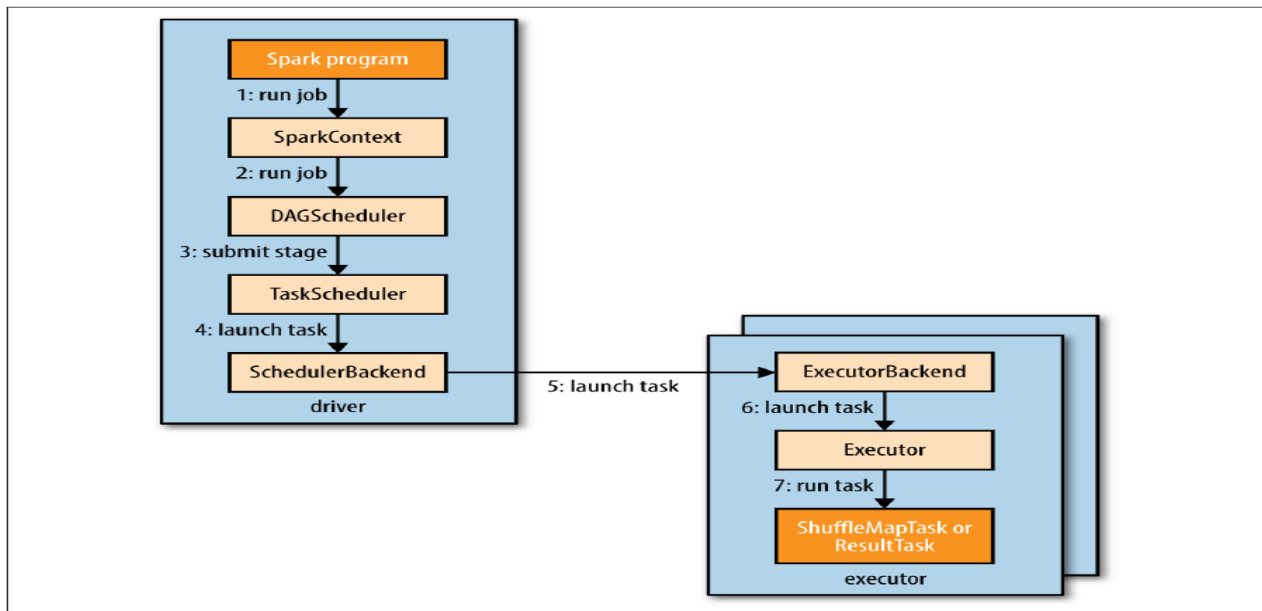 Spark program
1: run job
SparkContext
2: run job
DAGScheduler
3: submit stage
TaskScheduler
4: launch task
SchedulerBackend
driver
5: launch task
ExecutorBackend
6: launch task
Executor
7: run task
ShuffleMapTask or
ResultTask
executor